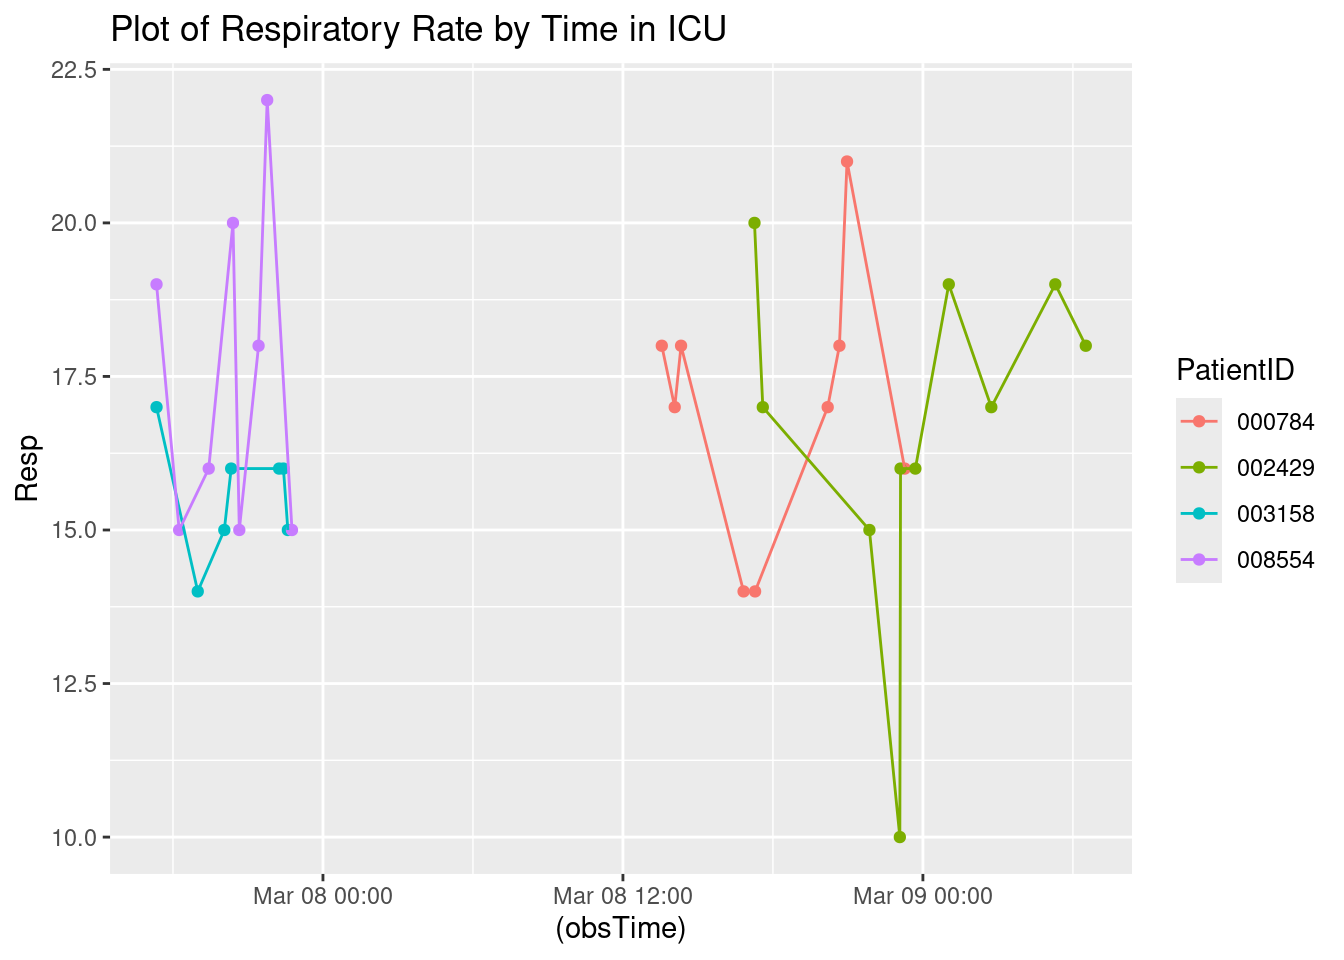 Plot of Respiratory Rate by Time in ICU
22.5
20.0
17.5
15.0
12.5
10.0
Resp
Mar 08 00:00
Mar 08 12:00
Mar 09 00:00
(obsTime)
PatientID
000784
002429
003158
008554